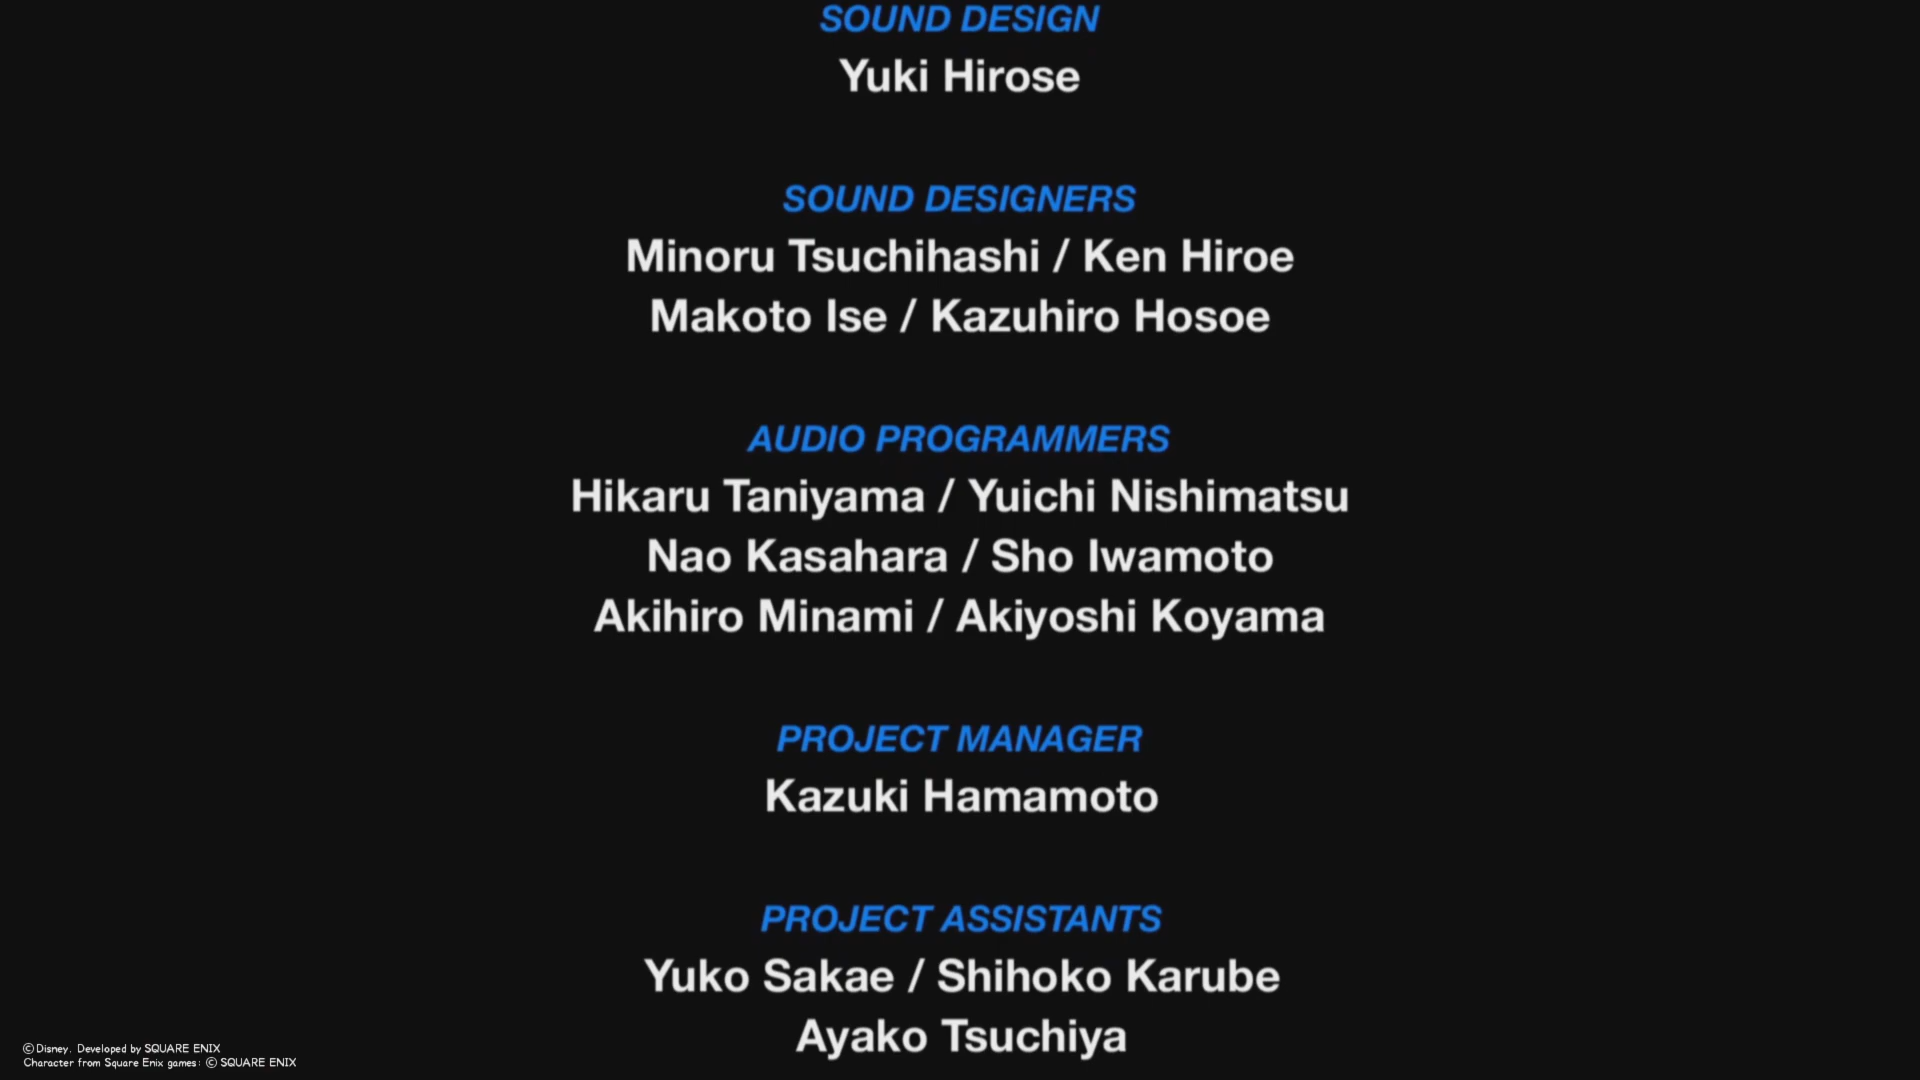 SOUND DESIGN
Yuki Hirose
SOUND DESIGNERS
Minoru Tsuchihashi / Ken Hiroe
Makoto Ise / Kazuhiro Hosoe
AUDIO PROGRAMMERS
Hikaru Taniyama / Yuichi Nishimatsu
Nao Kasahara / Sho Iwamoto
Akihiro Minami / Akiyoshi Koyama
PROJECT MANAGER
Kazuki Hamamoto
PROJECT ASSISTANTS
Yuko Sakae / Shihoko Karube
Ayako Tsuchiya
©Disney. Developed by SQUARE ENIX
Character from Square Enix games: © SQUARE ENIX